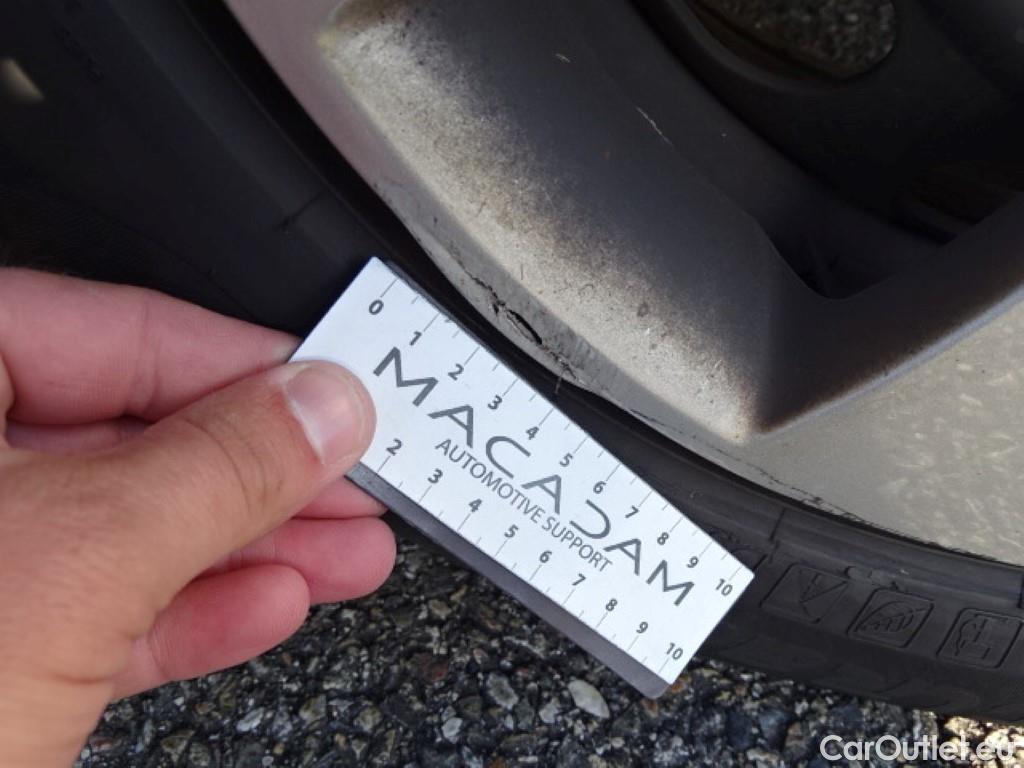 0 1 2 3 4 5 6 7 8 9 10
MACADAM
AUTOMOTIVE SUPPORT
2 3 4 5 6 7 8 9 10
CarOutlet.eu